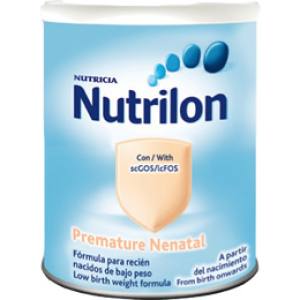 NUTRICIA
Nutrilon
Con / With
scGOS/lcFOS
Premature Nenatal
Fórmula para recién
nacidos de bajo peso
Low birth weight formula
A partir
del nacimiento
From birth onwards